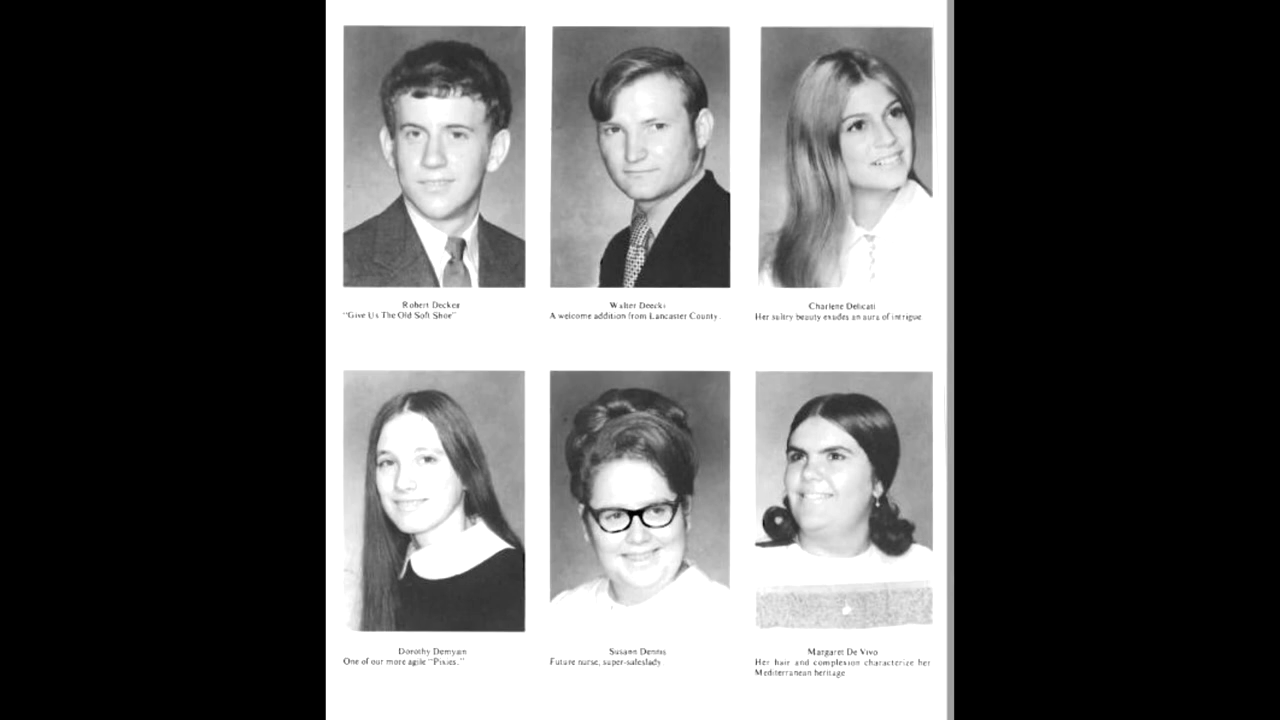 Robert Decker
"Give Us The Old Soft Shoe"
Walter Deecki
A welcome addition from Lancaster County.
Charlene Delicati
Her sultry beauty exudes an aura of intrigue
Dorothy Demyan
One of our more agile "Pixies."
Susann Dennis
Future nurse, super-saleslady
Margaret De Vivo
Her hair and complexion characterize her
Mediterranean heritage